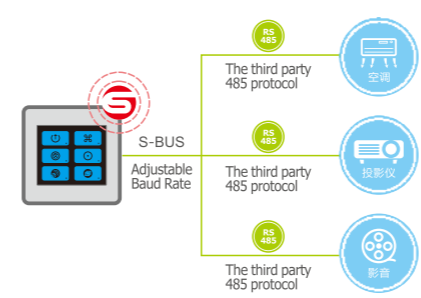 RS
485
The third party
485 protocol
空调
S-BUS
Adjustable
Baud Rate
RS
485
The third party
485 protocol
投影仪
RS
485
The third party
485 protocol
影音